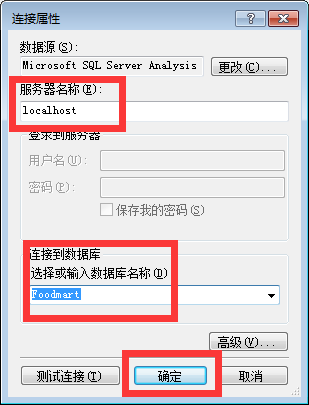 连接属性
数据源(S):
Microsoft SQL Server Analysis
更改(C)...
服务器名称(E):
localhost
登录到服务器
用户名(U):
密码(P):
保存我的密码(S)
连接到数据库
选择或输入数据库名称(D)
Foodmart
高级(V)...
测试连接(T)
确定
取消